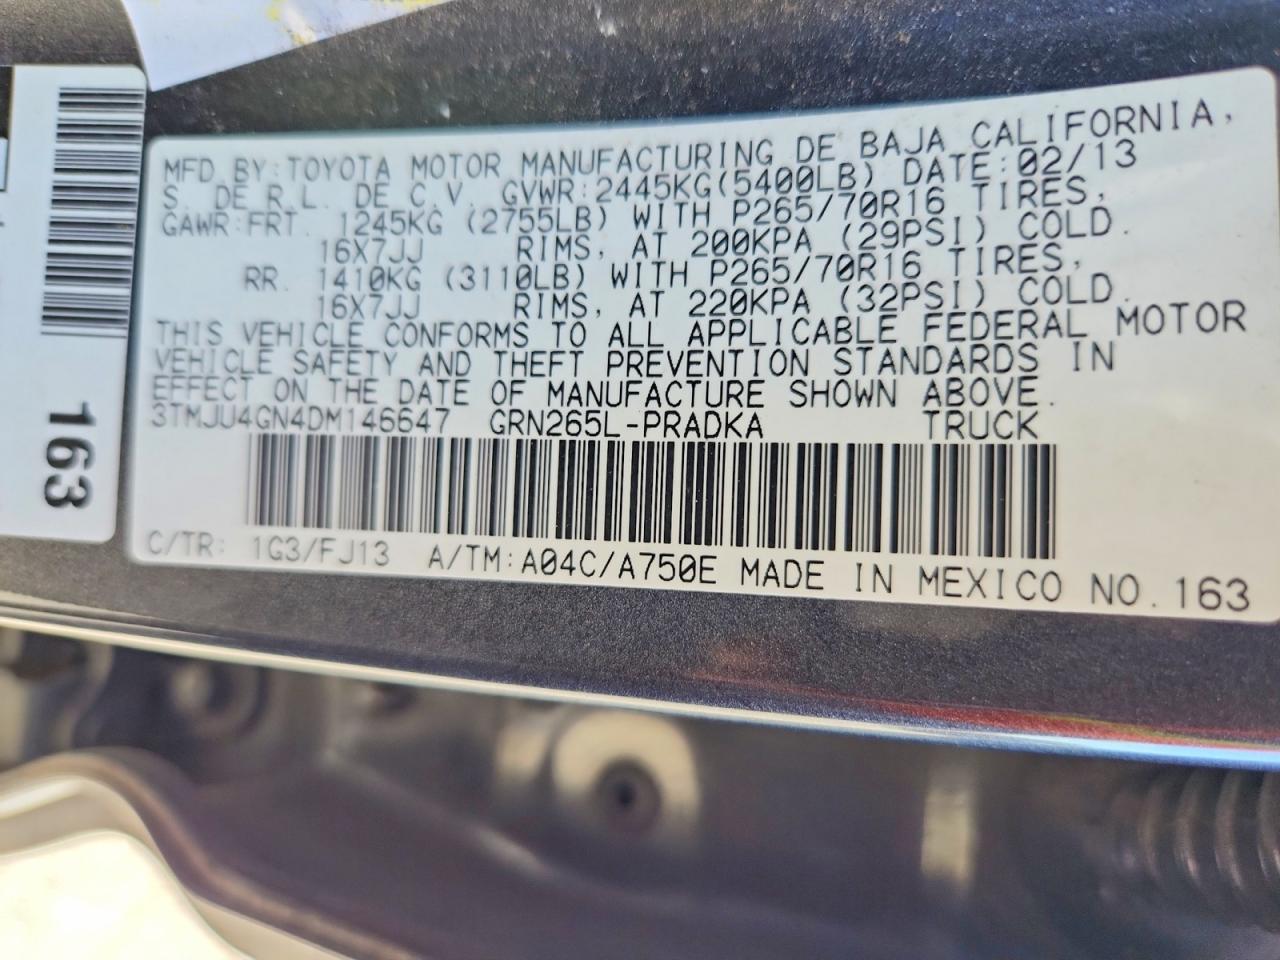 MFD BY: TOYOTA MOTOR MANUFACTURING DE BAJA CALIFORNIA,
S. DE R.L. DE C.V. GVWR:2445KG(5400LB) DATE:02/13
GAWR:FRT. 1245KG (2755LB) WITH P265/70R16 TIRES,
16X7JJ RIMS, AT 200KPA (29PSI) COLD.
RR. 1410KG (3110LB) WITH P265/70R16 TIRES,
16X7JJ RIMS, AT 220KPA (32PSI) COLD.
THIS VEHICLE CONFORMS TO ALL APPLICABLE FEDERAL MOTOR
VEHICLE SAFETY AND THEFT PREVENTION STANDARDS IN
EFFECT ON THE DATE OF MANUFACTURE SHOWN ABOVE.
3TMJU4GN4DM146647 GRN265L-PRADKA TRUCK
C/TR: 1G3/FJ13 A/TM:A04C/A750E MADE IN MEXICO NO.163
163